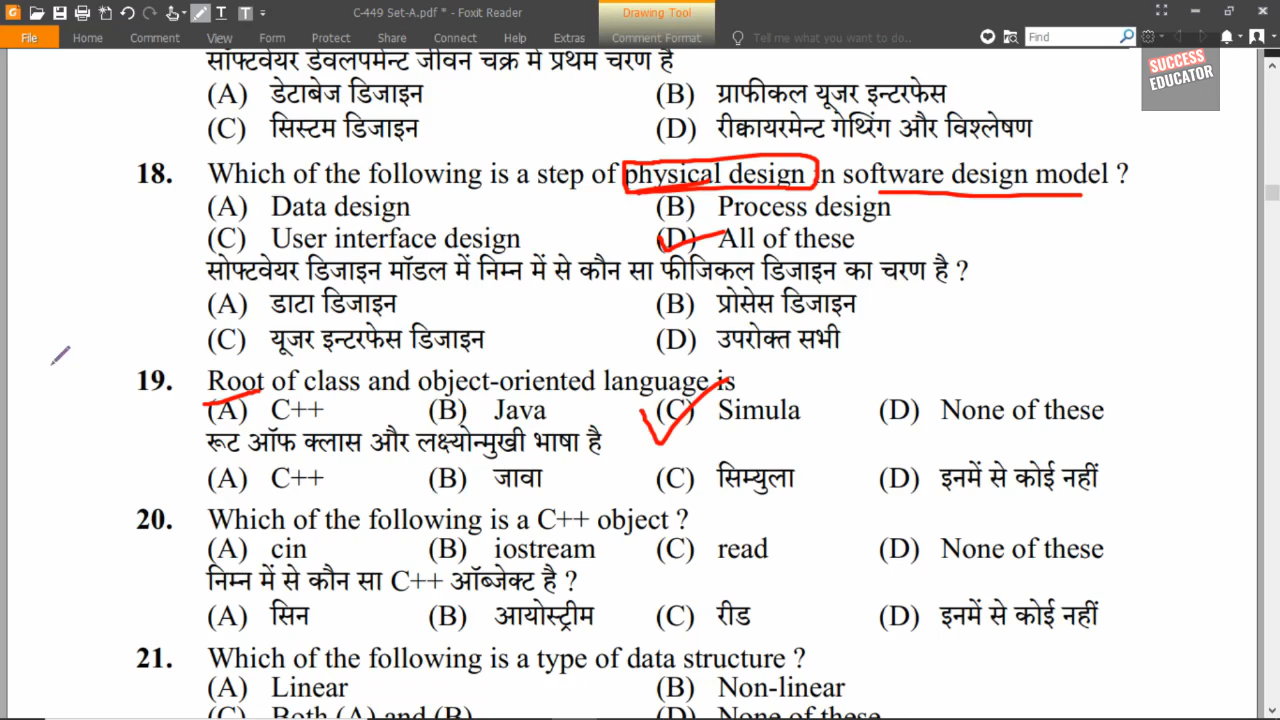 C-449 Set-A.pdf * - Foxit Reader
Drawing Tool
File Home Comment View Form Protect Share Connect Help Extras Comment Format Tell me what you want to do.. Find
SUCCESS
EDUCATOR
सॉफ्टवेयर डेवलपमेन्ट जीवन चक्र में प्रथम चरण है
(A) डेटाबेज डिजाइन (B) ग्राफीकल यूजर इन्टरफेस
(C) सिस्टम डिजाइन (D) रीक्वायरमेन्ट गेथ्रिंग और विश्लेषण
18. Which of the following is a step of physical design in software design model ?
(A) Data design (B) Process design
(C) User interface design (D) All of these
सोफ्टवेयर डिजाइन मॉडल में निम्न में से कौन सा फीजिकल डिजाइन का चरण है ?
(A) डाटा डिजाइन (B) प्रोसेस डिजाइन
(C) यूजर इन्टरफेस डिजाइन (D) उपरोक्त सभी
19. Root of class and object-oriented language is
(A) C++ (B) Java (C) Simula (D) None of these
रूट ऑफ क्लास और लक्ष्योन्मुखी भाषा है
(A) C++ (B) जावा (C) सिम्युला (D) इनमें से कोई नहीं
20. Which of the following is a C++ object ?
(A) cin (B) iostream (C) read (D) None of these
निम्न में से कौन सा C++ ऑब्जेक्ट है ?
(A) सिन (B) आयोस्ट्रीम (C) रीड (D) इनमें से कोई नहीं
21. Which of the following is a type of data structure ?
(A) Linear (B) Non-linear
(C) Both (A) and (B) (D) None of these